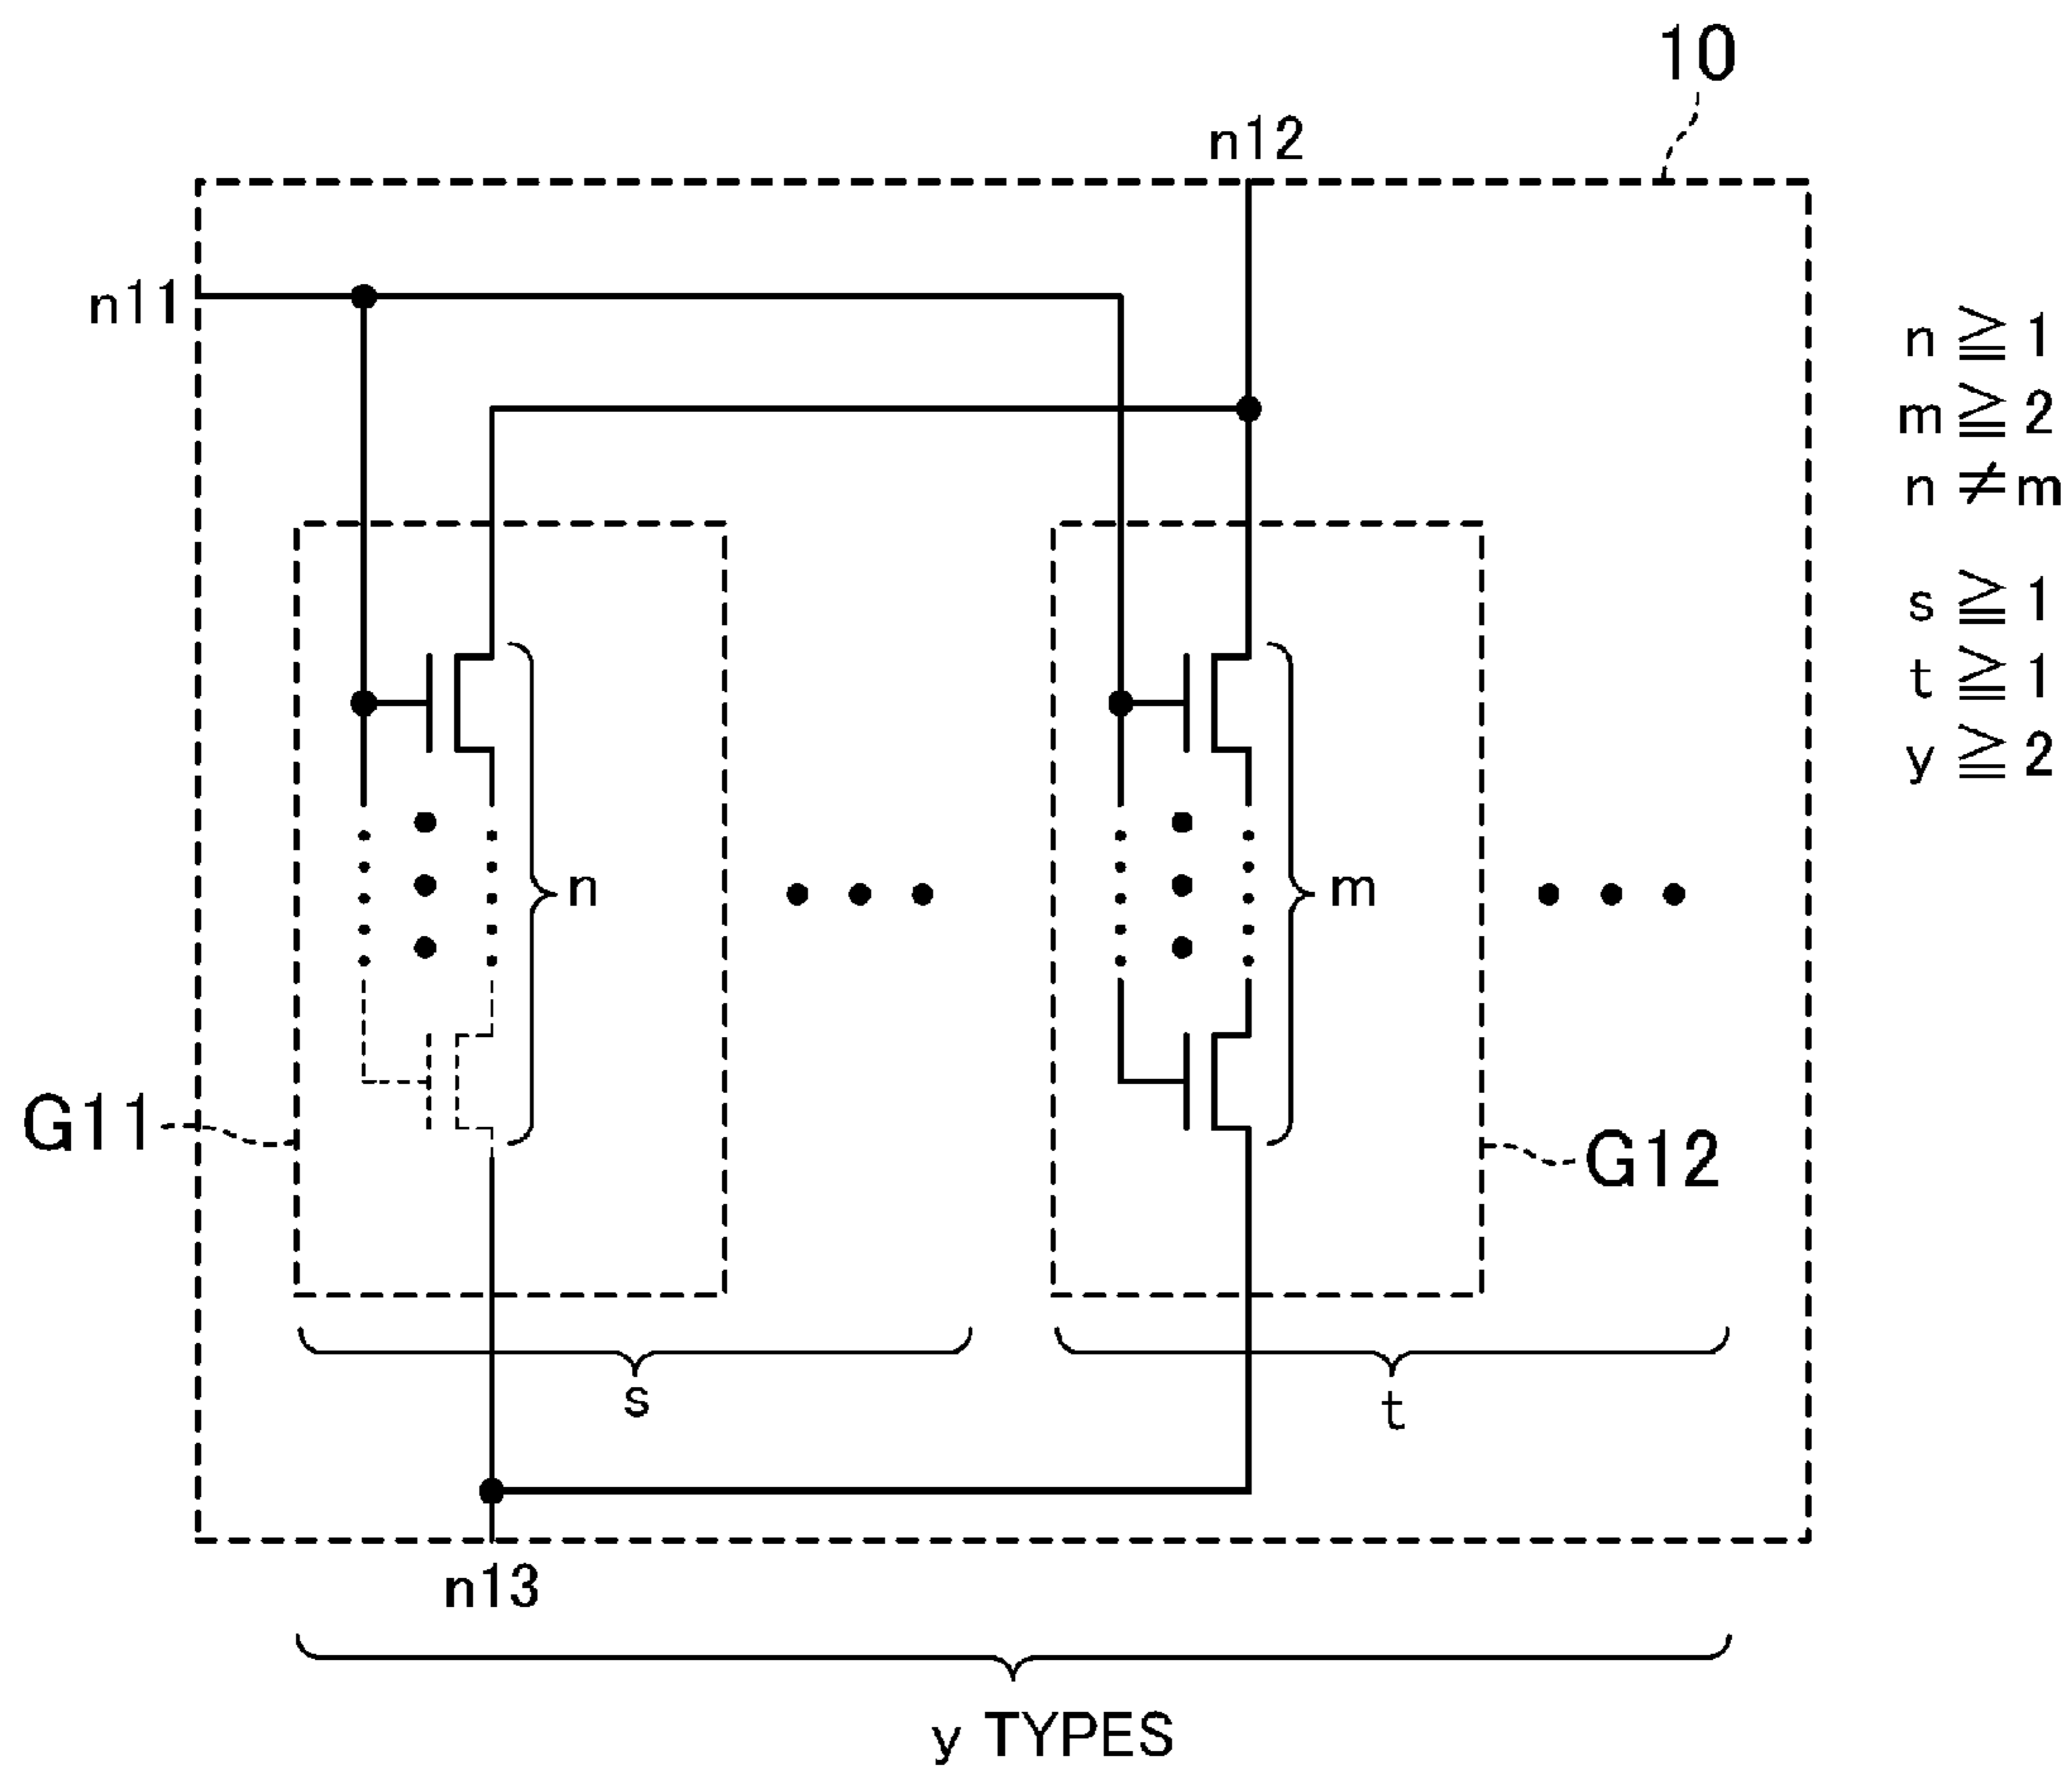 10
n12
n11
n ≧ 1
m ≧ 2
n ≠ m
s ≧ 1
t ≧ 1
y ≧ 2
n
m
G11
G12
s
t
n13
y TYPES